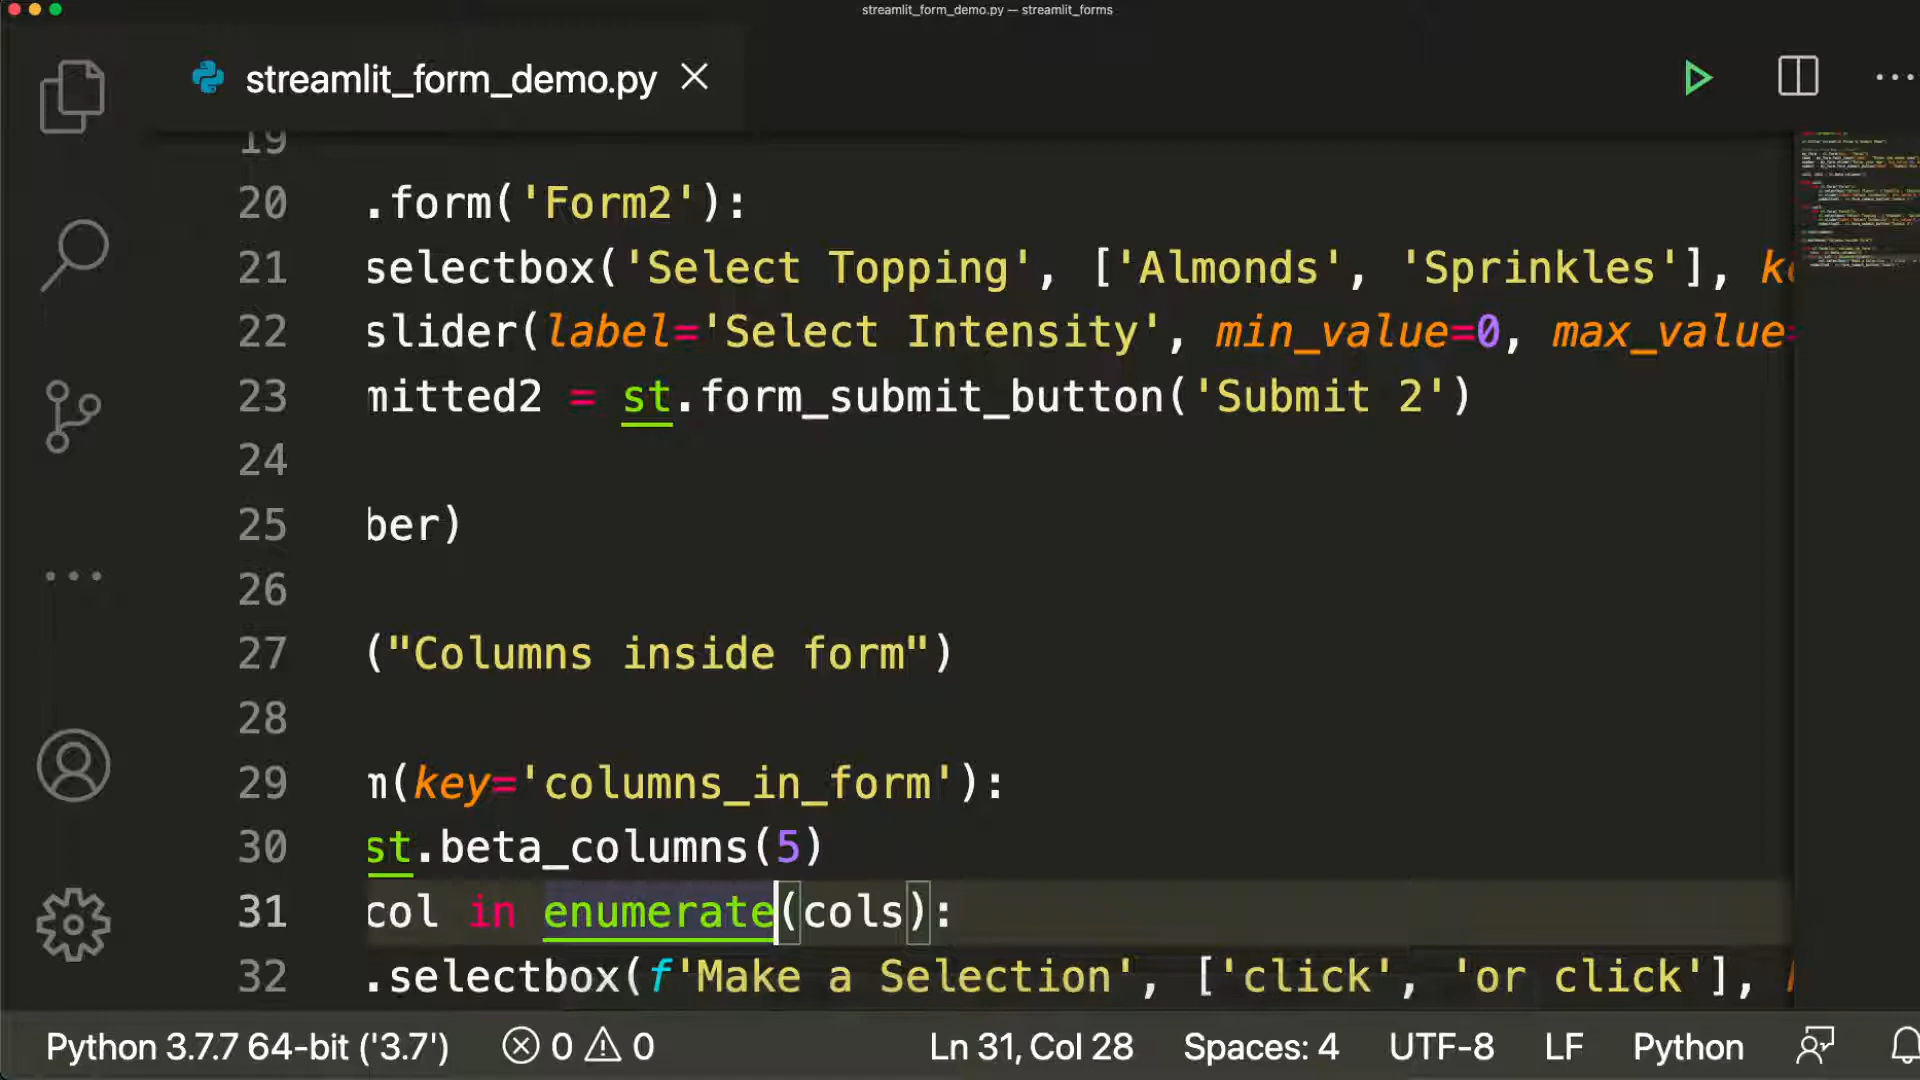 streamlit_form_demo.py — streamlit_forms
streamlit_form_demo.py
19
20 .form('Form2'):
21 selectbox('Select Topping', ['Almonds', 'Sprinkles'], k
22 slider(label='Select Intensity', min_value=0, max_value=
23 mitted2 = st.form_submit_button('Submit 2')
24
25 ber)
26
27 ("Columns inside form")
28
29 m(key='columns_in_form'):
30 st.beta_columns(5)
31 col in enumerate(cols):
32 .selectbox(f'Make a Selection', ['click', 'or click'],
Python 3.7.7 64-bit ('3.7') 0 0 Ln 31, Col 28 Spaces: 4 UTF-8 LF Python